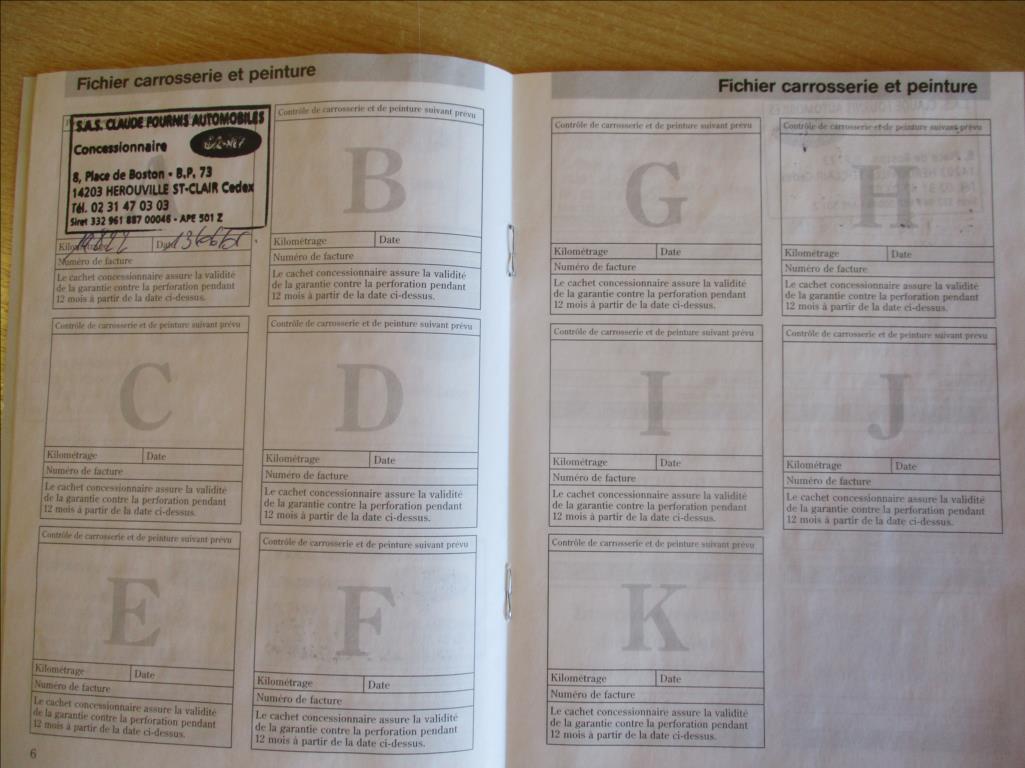 Fichier carrosserie et peinture
S.A.S. CLAUDE FOURNIS AUTOMOBILES
Concessionnaire
8, Place de Boston - B.P. 73
14203 HEROUVILLE ST-CLAIR Cedex
Tél. 02 31 47 03 03
Siret 332 961 887 00046 - APE 501 Z
Kilométrage Date
Numéro de facture
Le cachet concessionnaire assure la validité
de la garantie contre la perforation pendant
12 mois à partir de la date ci-dessus.
Contrôle de carrosserie et de peinture suivant prévu
B
Kilométrage Date
Numéro de facture
Le cachet concessionnaire assure la validité
de la garantie contre la perforation pendant
12 mois à partir de la date ci-dessus.
Contrôle de carrosserie et de peinture suivant prévu
C
Kilométrage Date
Numéro de facture
Le cachet concessionnaire assure la validité
de la garantie contre la perforation pendant
12 mois à partir de la date ci-dessus.
Contrôle de carrosserie et de peinture suivant prévu
D
Kilométrage Date
Numéro de facture
Le cachet concessionnaire assure la validité
de la garantie contre la perforation pendant
12 mois à partir de la date ci-dessus.
Contrôle de carrosserie et de peinture suivant prévu
E
Kilométrage Date
Numéro de facture
Le cachet concessionnaire assure la validité
de la garantie contre la perforation pendant
12 mois à partir de la date ci-dessus.
Contrôle de carrosserie et de peinture suivant prévu
F
Kilométrage Date
Numéro de facture
Le cachet concessionnaire assure la validité
de la garantie contre la perforation pendant
12 mois à partir de la date ci-dessus.
6
Fichier carrosserie et peinture
Contrôle de carrosserie et de peinture suivant prévu
G
Kilométrage Date
Numéro de facture
Le cachet concessionnaire assure la validité
de la garantie contre la perforation pendant
12 mois à partir de la date ci-dessus.
Contrôle de carrosserie et de peinture suivant prévu
H
Kilométrage Date
Numéro de facture
Le cachet concessionnaire assure la validité
de la garantie contre la perforation pendant
12 mois à partir de la date ci-dessus.
Contrôle de carrosserie et de peinture suivant prévu
I
Kilométrage Date
Numéro de facture
Le cachet concessionnaire assure la validité
de la garantie contre la perforation pendant
12 mois à partir de la date ci-dessus.
Contrôle de carrosserie et de peinture suivant prévu
J
Kilométrage Date
Numéro de facture
Le cachet concessionnaire assure la validité
de la garantie contre la perforation pendant
12 mois à partir de la date ci-dessus.
Contrôle de carrosserie et de peinture suivant prévu
K
Kilométrage Date
Numéro de facture
Le cachet concessionnaire assure la validité
de la garantie contre la perforation pendant
12 mois à partir de la date ci-dessus.